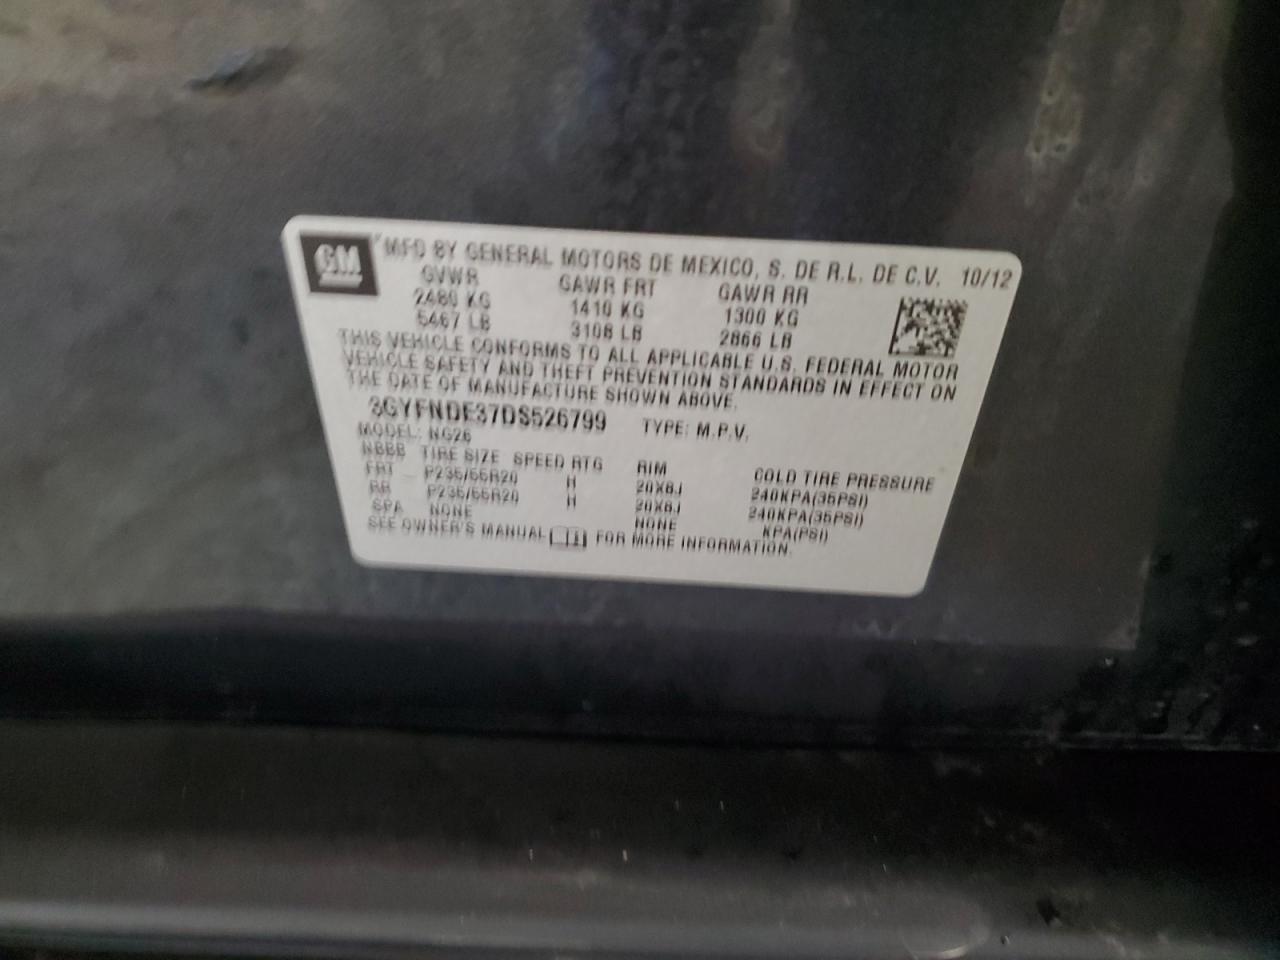 GM
MFD BY GENERAL MOTORS DE MEXICO, S. DE R.L. DE C.V. 10/12
GVWR GAWR FRT GAWR RR
2480 KG 1410 KG 1300 KG
5467 LB 3108 LB 2866 LB
THIS VEHICLE CONFORMS TO ALL APPLICABLE U.S. FEDERAL MOTOR
VEHICLE SAFETY AND THEFT PREVENTION STANDARDS IN EFFECT ON
THE DATE OF MANUFACTURE SHOWN ABOVE.
3GYFNDE37DS526799 TYPE: M.P.V.
MODEL: NG26
NBBB TIRE SIZE SPEED RTG RIM COLD TIRE PRESSURE
FRT P235/55R20 H 20X8J 240KPA(35PSI)
RR P235/55R20 H 20X8J 240KPA(35PSI)
SPA NONE NONE KPA(PSI)
SEE OWNER'S MANUAL FOR MORE INFORMATION.